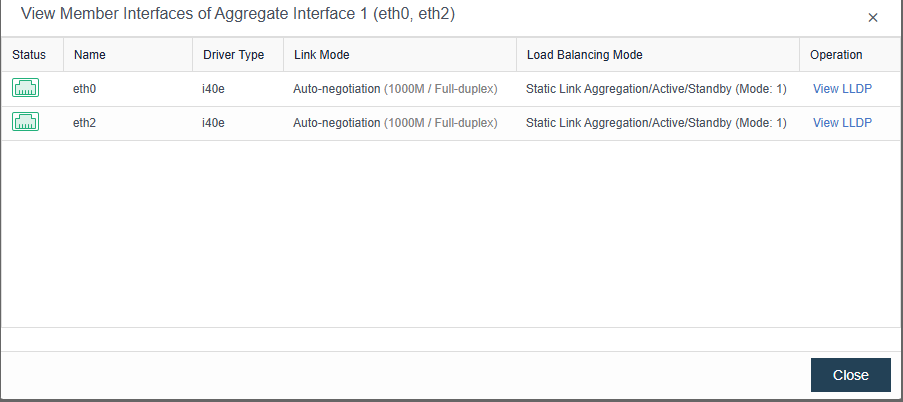 View Member Interfaces of Aggregate Interface 1 (eth0, eth2)
Status Name Driver Type Link Mode Load Balancing Mode Operation
eth0 i40e Auto-negotiation (1000M / Full-duplex) Static Link Aggregation/Active/Standby (Mode: 1) View LLDP
eth2 i40e Auto-negotiation (1000M / Full-duplex) Static Link Aggregation/Active/Standby (Mode: 1) View LLDP
Close